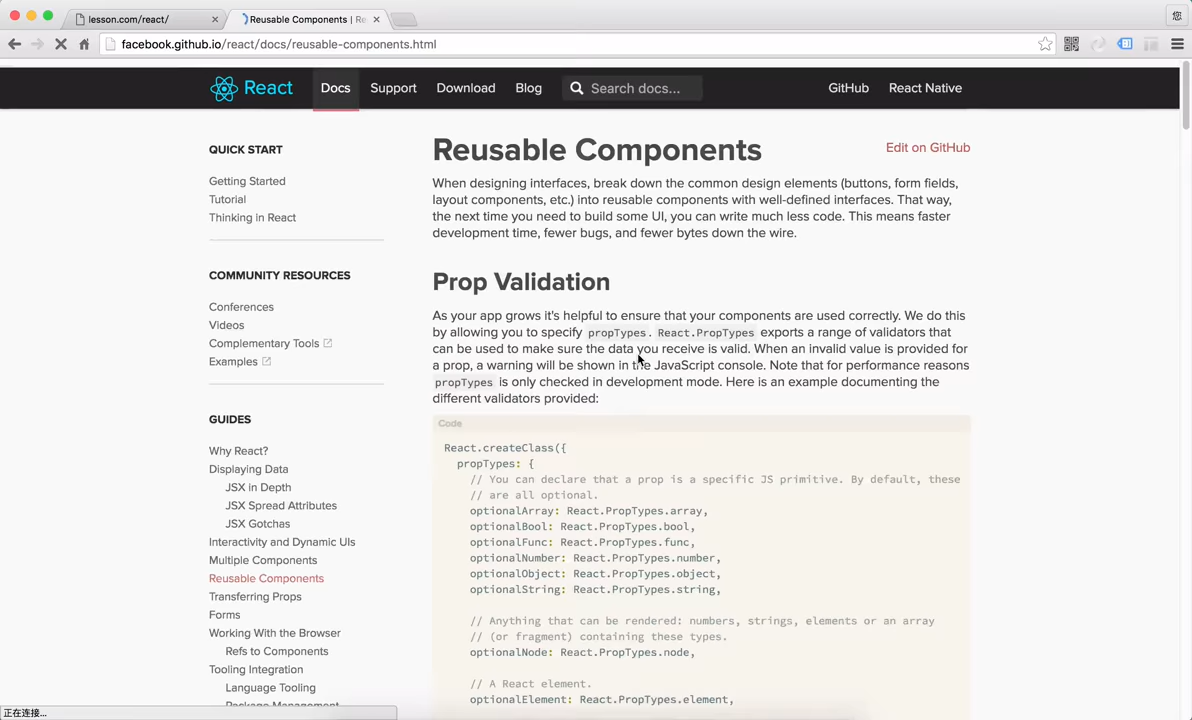 lesson.com/react/
Reusable Components | Re
您
facebook.github.io/react/docs/reusable-components.html
React
Docs
Support
Download
Blog
Search docs...
GitHub
React Native
QUICK START
Getting Started
Tutorial
Thinking in React
COMMUNITY RESOURCES
Conferences
Videos
Complementary Tools
Examples
GUIDES
Why React?
Displaying Data
JSX in Depth
JSX Spread Attributes
JSX Gotchas
Interactivity and Dynamic UIs
Multiple Components
Reusable Components
Transferring Props
Forms
Working With the Browser
Refs to Components
Tooling Integration
Language Tooling
Package Management
Reusable Components
Edit on GitHub
When designing interfaces, break down the common design elements (buttons, form fields,
layout components, etc.) into reusable components with well-defined interfaces. That way,
the next time you need to build some UI, you can write much less code. This means faster
development time, fewer bugs, and fewer bytes down the wire.
Prop Validation
As your app grows it's helpful to ensure that your components are used correctly. We do this
by allowing you to specify propTypes. React.PropTypes exports a range of validators that
can be used to make sure the data you receive is valid. When an invalid value is provided for
a prop, a warning will be shown in the JavaScript console. Note that for performance reasons
propTypes is only checked in development mode. Here is an example documenting the
different validators provided:
Code
React.createClass({
propTypes: {
// You can declare that a prop is a specific JS primitive. By default, these
// are all optional.
optionalArray: React.PropTypes.array,
optionalBool: React.PropTypes.bool,
optionalFunc: React.PropTypes.func,
optionalNumber: React.PropTypes.number,
optionalObject: React.PropTypes.object,
optionalString: React.PropTypes.string,
// Anything that can be rendered: numbers, strings, elements or an array
// (or fragment) containing these types.
optionalNode: React.PropTypes.node,
// A React element.
optionalElement: React.PropTypes.element,
正在连接...